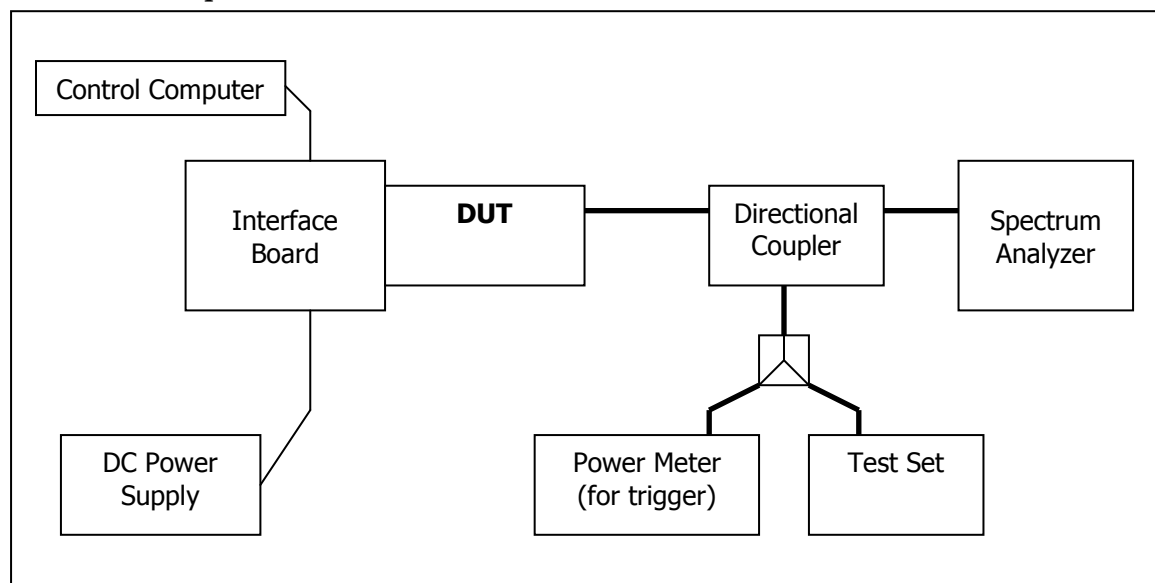 Control Computer
Interface
Board
DUT
Directional
Coupler
Spectrum
Analyzer
DC Power
Supply
Power Meter
(for trigger)
Test Set